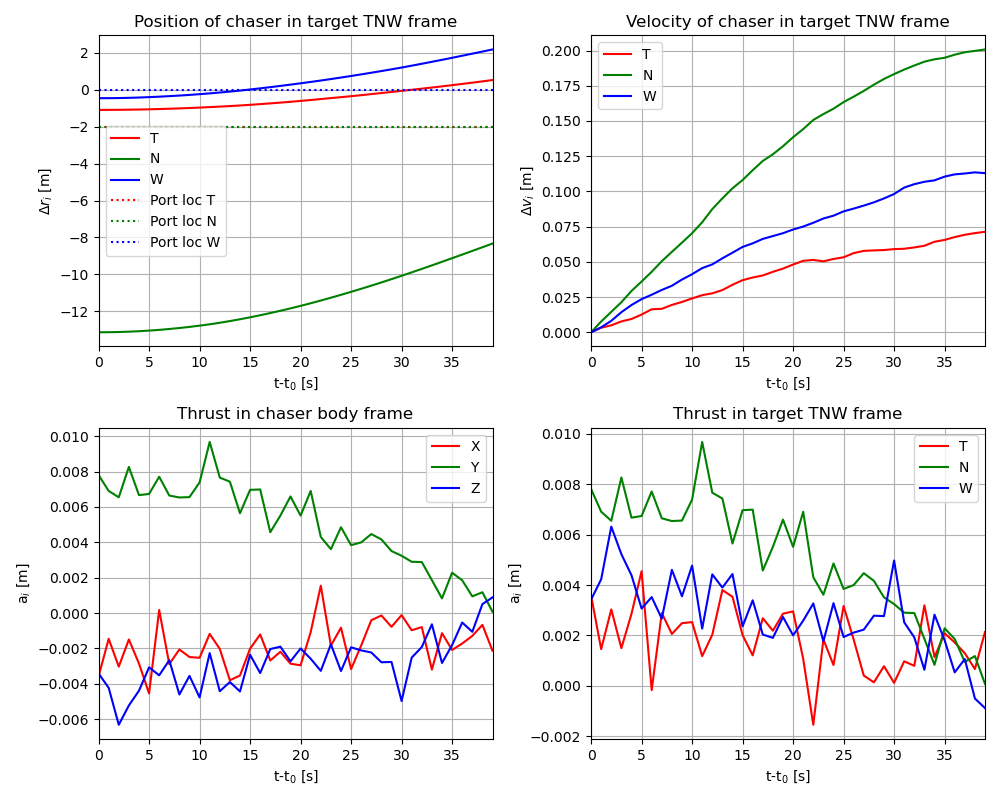 Position of chaser in target TNW frame
Δr_i [m]
2
0
−2
−4
−6
−8
−10
−12
T
N
W
Port loc T
Port loc N
Port loc W
0 5 10 15 20 25 30 35
t-t_0 [s]
Velocity of chaser in target TNW frame
Δv_i [m]
0.200
0.175
0.150
0.125
0.100
0.075
0.050
0.025
0.000
T
N
W
0 5 10 15 20 25 30 35
t-t_0 [s]
Thrust in chaser body frame
a_i [m]
0.010
0.008
0.006
0.004
0.002
0.000
−0.002
−0.004
−0.006
X
Y
Z
0 5 10 15 20 25 30 35
t-t_0 [s]
Thrust in target TNW frame
a_i [m]
0.010
0.008
0.006
0.004
0.002
0.000
−0.002
T
N
W
0 5 10 15 20 25 30 35
t-t_0 [s]